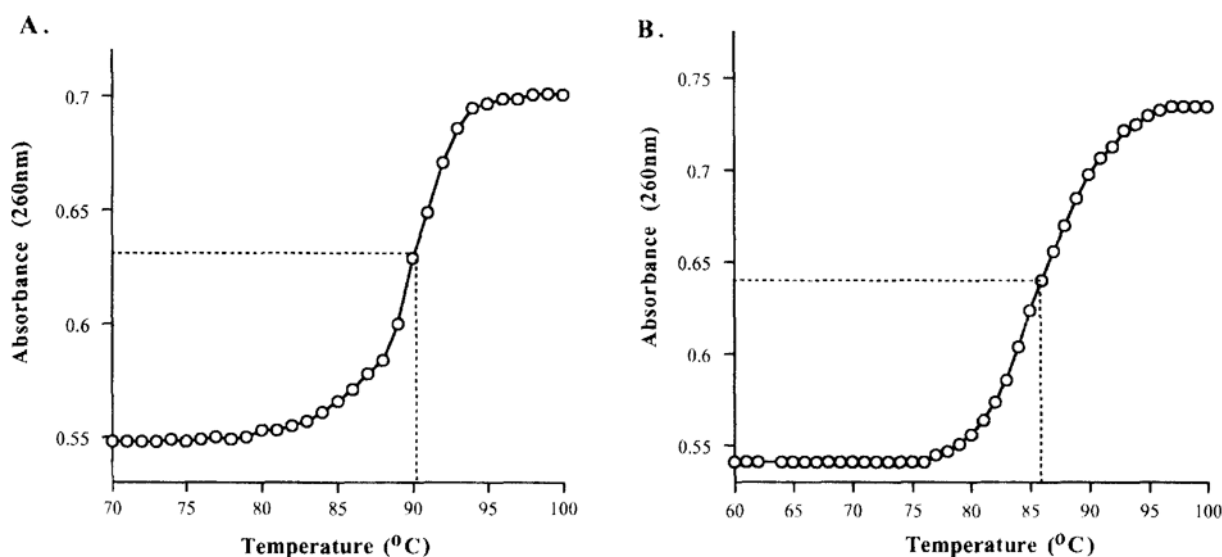 A.
Absorbance (260nm)
0.7
0.65
0.6
0.55
70 75 80 85 90 95 100
Temperature (°C)
B.
Absorbance (260nm)
0.75
0.7
0.65
0.6
0.55
60 65 70 75 80 85 90 95 100
Temperature (°C)